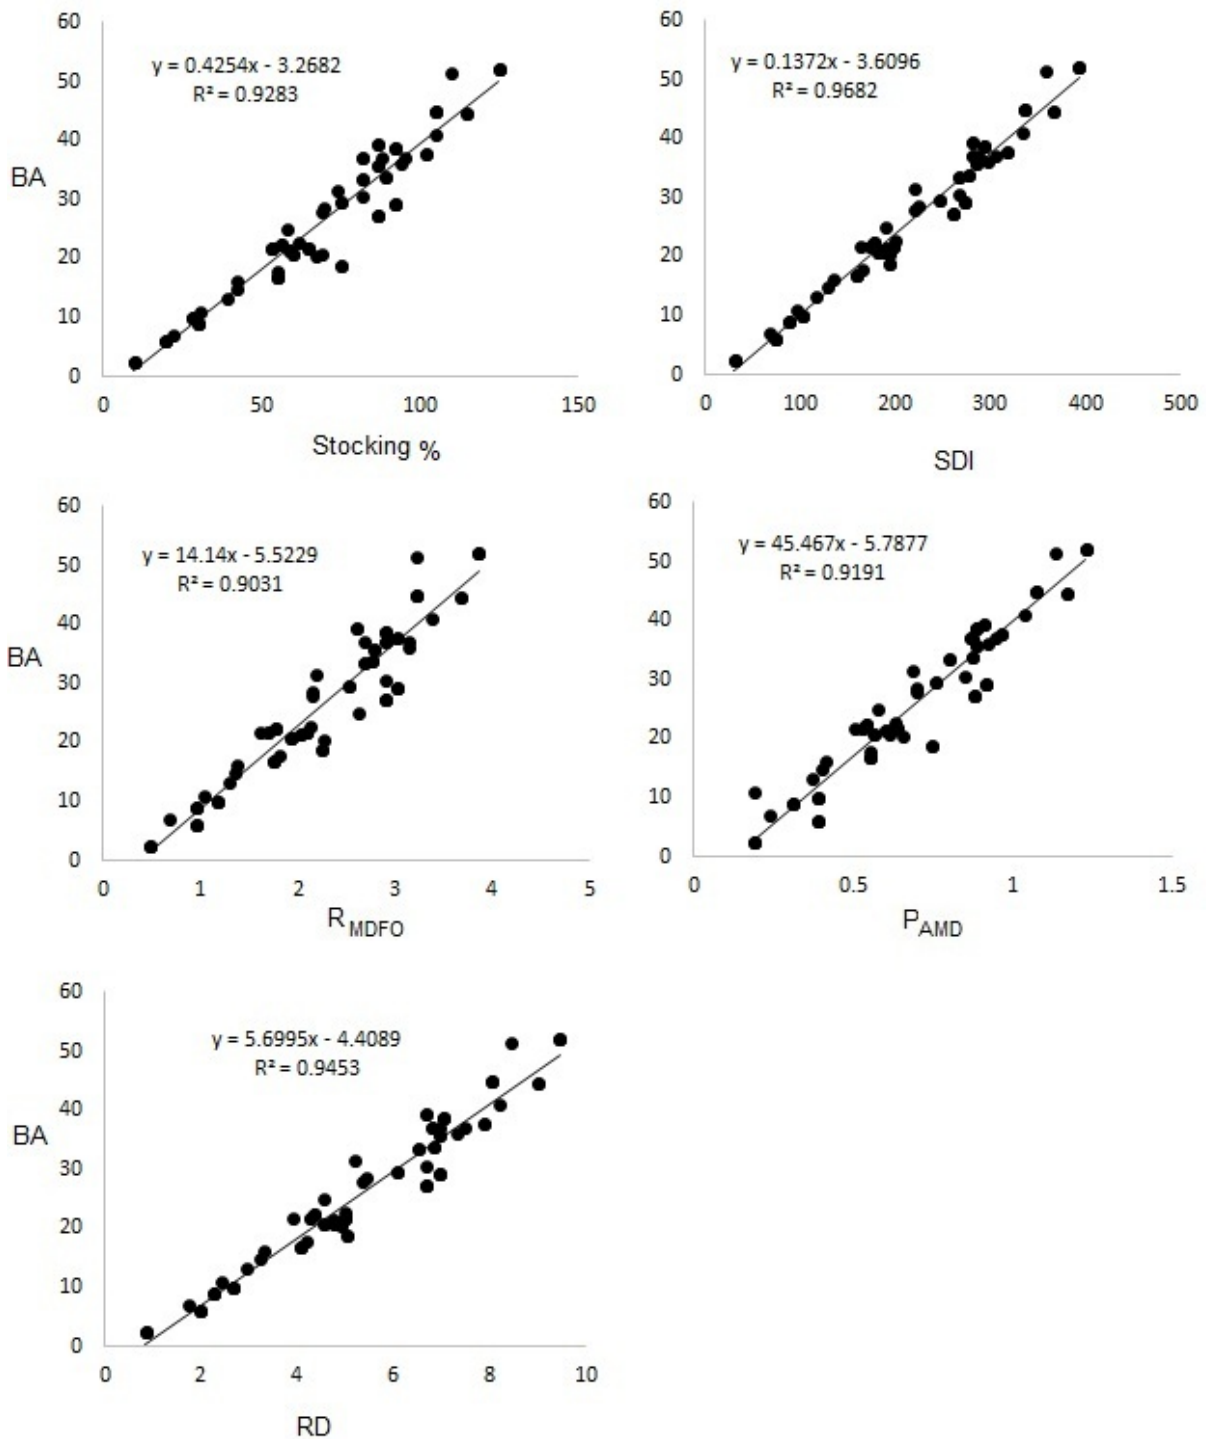 60
50
40
30
20
10
0
BA
y = 0.4254x - 3.2682
R² = 0.9283
0 50 100 150
Stocking %
60
50
40
30
20
10
0
y = 0.1372x - 3.6096
R² = 0.9682
0 100 200 300 400 500
SDI
60
50
40
30
20
10
0
BA
y = 14.14x - 5.5229
R² = 0.9031
0 1 2 3 4 5
R MDFO
60
50
40
30
20
10
0
y = 45.467x - 5.7877
R² = 0.9191
0 0.5 1 1.5
P AMD
60
50
40
30
20
10
0
BA
y = 5.6995x - 4.4089
R² = 0.9453
0 2 4 6 8 10
RD